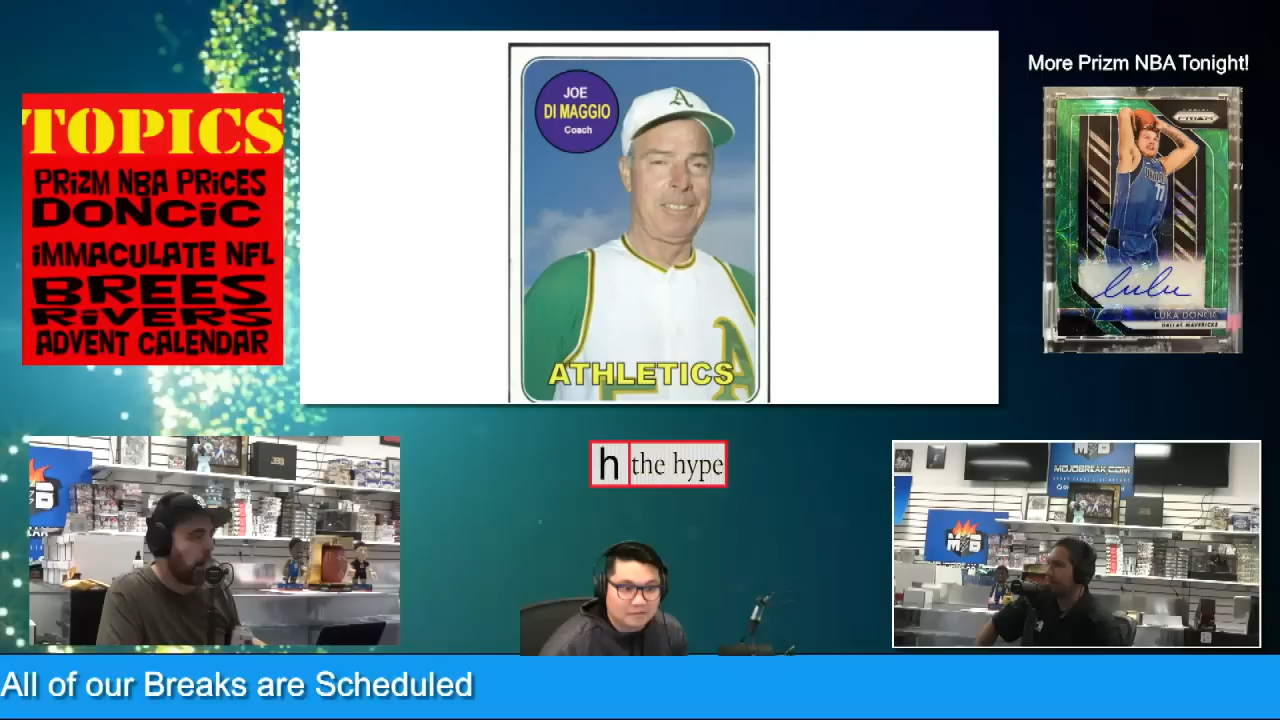 TOPICS
PRiZM NBA PRiCES
DONCiC
iMMACULATE NFL
BREES
RiVERS
ADVENT CALENDAR
JOE
DI MAGGIO
Coach
A
ATHLETICS
More Prizm NBA Tonight!
PRIZM
11
LUKA DONCIC
DALLAS MAVERICKS
h the hype
MOJOBREAK.COM
All of our Breaks are Scheduled